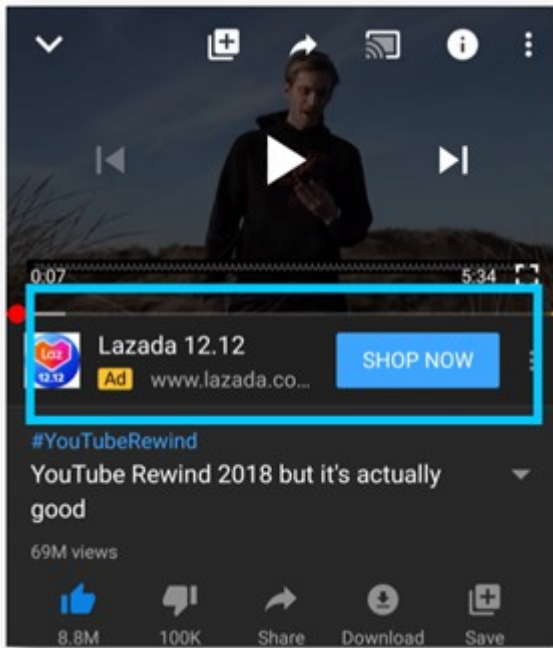 0:07
5:34
Laz
12.12
Lazada 12.12
Ad www.lazada.co...
SHOP NOW
#YouTubeRewind
YouTube Rewind 2018 but it's actually
good
69M views
8.8M
100K
Share
Download
Save